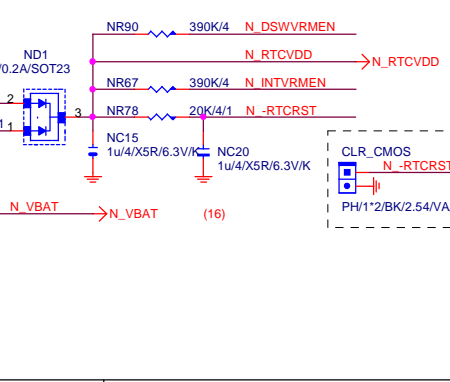 NR90 390K/4 N_DSWVRMEN
N_RTCVDD
N_RTCVDD
ND1
/0.2A/SOT23
NR67 390K/4 N_INTVRMEN
2
NR78 20K/4/1 N_-RTCRST
3
1 1
NC15
1u/4/X5R/6.3V/K
NC20
1u/4/X5R/6.3V/K
CLR_CMOS
N_-RTCRST
PH/1*2/BK/2.54/VA
N_VBAT
N_VBAT
(16)